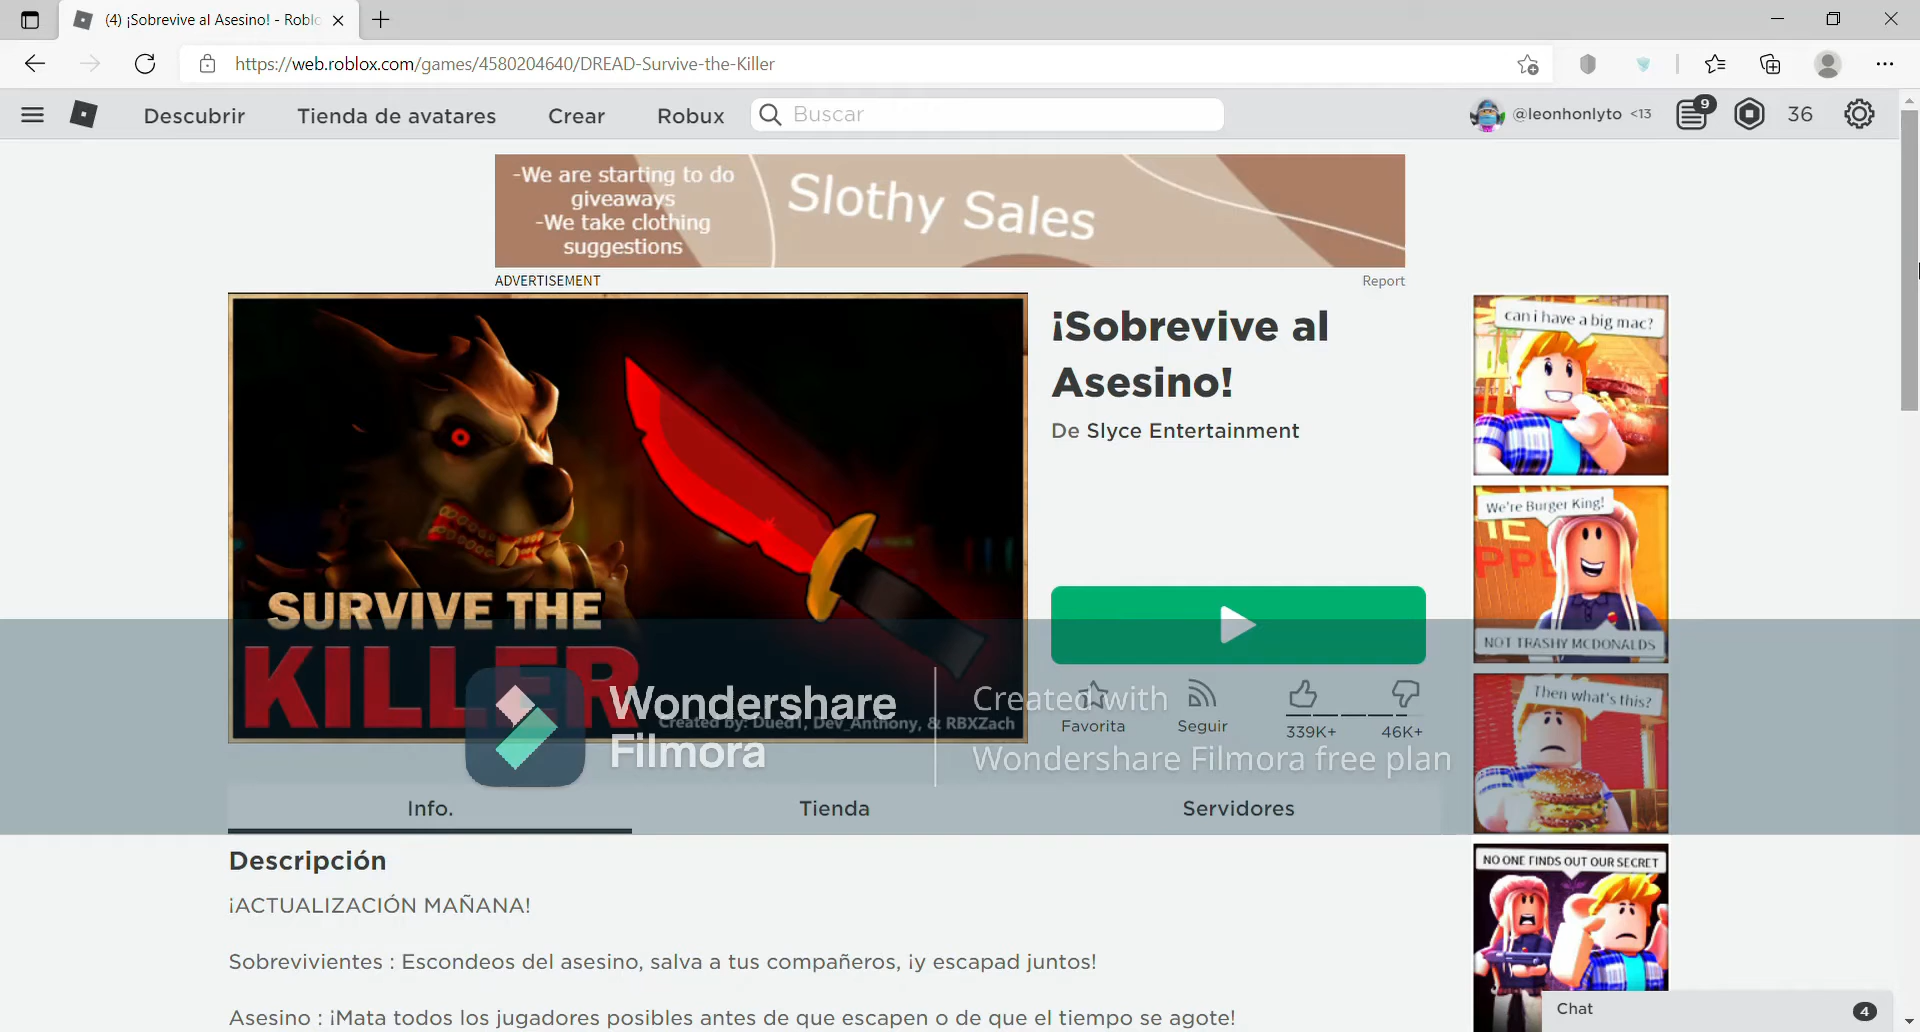 (4) ¡Sobrevive al Asesino! - Roblo
https://web.roblox.com/games/4580204640/DREAD-Survive-the-Killer
Descubrir
Tienda de avatares
Crear
Robux
Buscar
@leonhonlyto <13
9
36
-We are starting to do
giveaways
-We take clothing
suggestions
Slothy Sales
ADVERTISEMENT
Report
SURVIVE THE
KILLER
Created by: Dued1, Dev_Anthony, & RBXZach
¡Sobrevive al
Asesino!
De Slyce Entertainment
Favorita
Seguir
339K+
46K+
Wondershare
Filmora
Created with
Wondershare Filmora free plan
can i have a big mac?
We're Burger King!
NOT TRASHY MCDONALDS
Then what's this?
NO ONE FINDS OUT OUR SECRET
Info.
Tienda
Servidores
Descripción
¡ACTUALIZACIÓN MAÑANA!
Sobrevivientes : Escondeos del asesino, salva a tus compañeros, ¡y escapad juntos!
Asesino : ¡Mata todos los jugadores posibles antes de que escapen o de que el tiempo se agote!
Chat
4